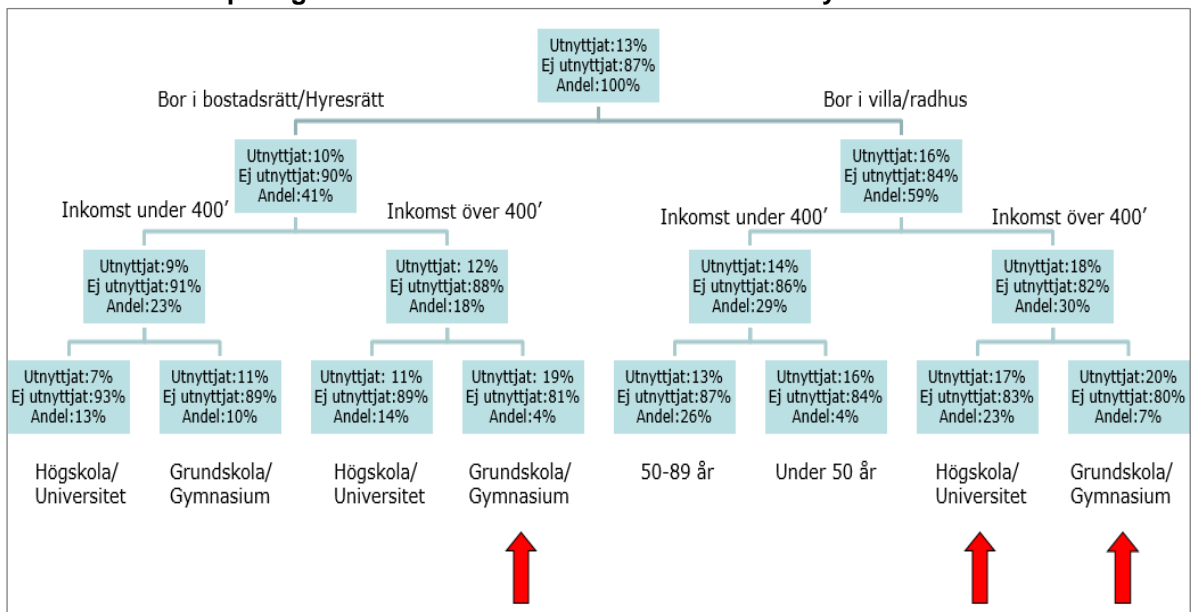 Utnyttjat:13%
Ej utnyttjat:87%
Andel:100%
Bor i bostadsrätt/Hyresrätt
Bor i villa/radhus
Utnyttjat:10%
Ej utnyttjat:90%
Andel:41%
Utnyttjat:16%
Ej utnyttjat:84%
Andel:59%
Inkomst under 400’
Inkomst över 400’
Inkomst under 400’
Inkomst över 400’
Utnyttjat:9%
Ej utnyttjat:91%
Andel:23%
Utnyttjat: 12%
Ej utnyttjat:88%
Andel:18%
Utnyttjat:14%
Ej utnyttjat:86%
Andel:29%
Utnyttjat:18%
Ej utnyttjat:82%
Andel:30%
Utnyttjat:7%
Ej utnyttjat:93%
Andel:13%
Utnyttjat:11%
Ej utnyttjat:89%
Andel:10%
Utnyttjat: 11%
Ej utnyttjat:89%
Andel:14%
Utnyttjat: 19%
Ej utnyttjat:81%
Andel:4%
Utnyttjat:13%
Ej utnyttjat:87%
Andel:26%
Utnyttjat:16%
Ej utnyttjat:84%
Andel:4%
Utnyttjat:17%
Ej utnyttjat:83%
Andel:23%
Utnyttjat:20%
Ej utnyttjat:80%
Andel:7%
Högskola/
Universitet
Grundskola/
Gymnasium
Högskola/
Universitet
Grundskola/
Gymnasium
50-89 år
Under 50 år
Högskola/
Universitet
Grundskola/
Gymnasium